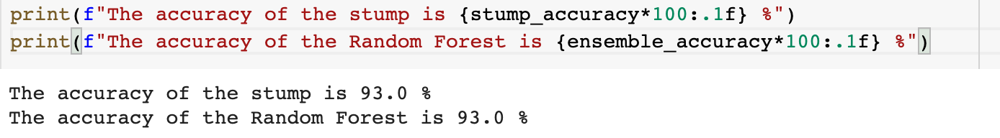 print(f"The accuracy of the stump is {stump_accuracy*100:.1f} %")
print(f"The accuracy of the Random Forest is {ensemble_accuracy*100:.1f} %")
The accuracy of the stump is 93.0 %
The accuracy of the Random Forest is 93.0 %